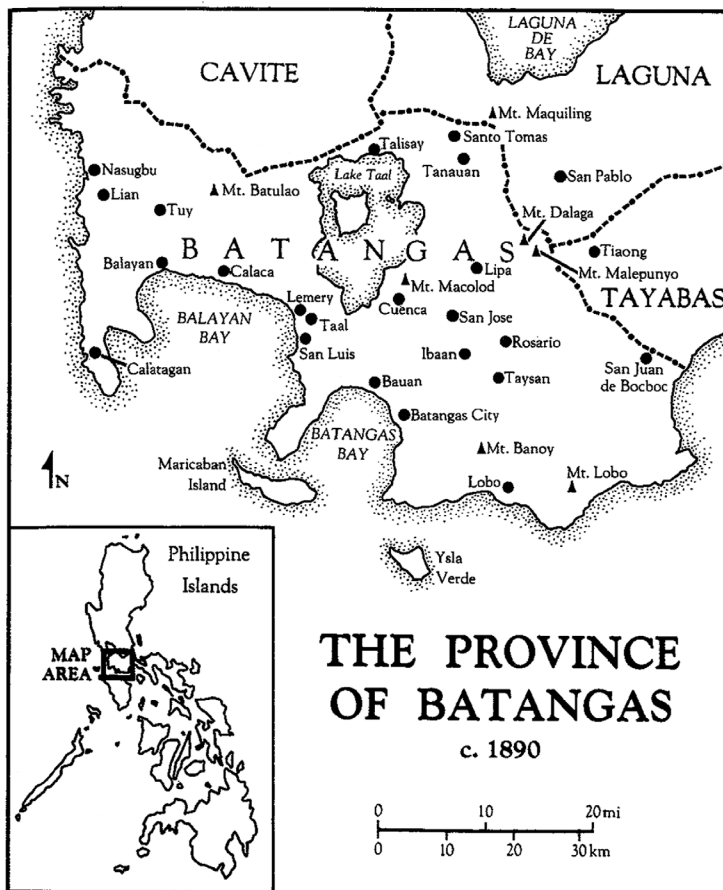 LAGUNA
DE
BAY
CAVITE
LAGUNA
Mt. Maquiling
Santo Tomas
Talisay
Tanauan
Nasugbu
Lake Taal
San Pablo
Lian
Mt. Batulao
Tuy
Mt. Dalaga
BATANGAS
Tiaong
Balayan
Calaca
Lipa
Mt. Malepunyo
Mt. Macolod
TAYABAS
Lemery
Cuenca
BALAYAN
BAY
Taal
San Jose
San Luis
Ibaan
Rosario
Calatagan
San Juan
de Bocboc
Bauan
Taysan
Batangas City
BATANGAS
BAY
Mt. Banoy
Maricaban
Island
N
Lobo
Mt. Lobo
Ysla
Verde
Philippine
Islands
MAP
AREA
THE PROVINCE
OF BATANGAS
c. 1890
0 10 20 mi
0 10 20 30 km